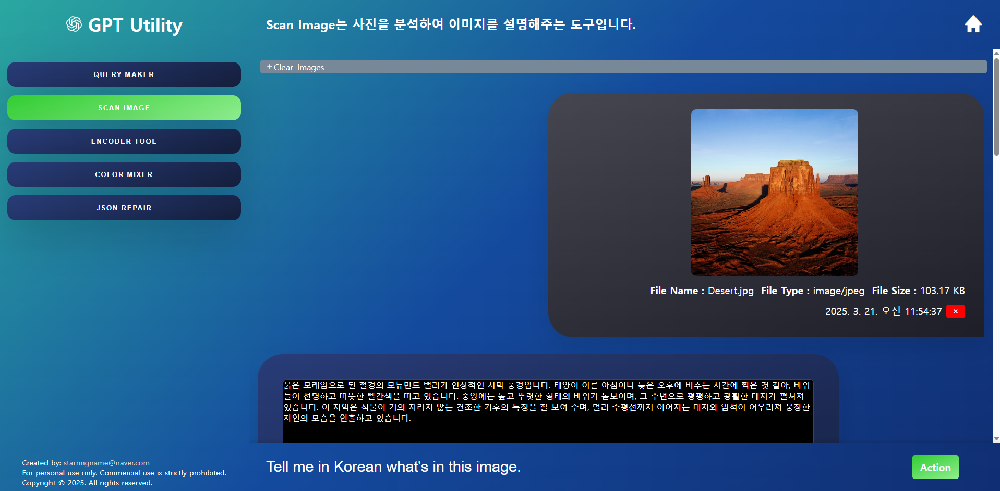 GPT Utility
Scan Image는 사진을 분석하여 이미지를 설명해주는 도구입니다.
QUERY MAKER
SCAN IMAGE
ENCODER TOOL
COLOR MIXER
JSON REPAIR
+Clear Images
File Name : Desert.jpg File Type : image/jpeg File Size : 103.17 KB
2025. 3. 21. 오전 11:54:37 ×
붉은 모래암으로 된 절경의 모뉴먼트 밸리가 인상적인 사막 풍경입니다. 태양이 이른 아침이나 늦은 오후에 비추는 시간에 찍은 것 같아, 바위
들이 선명하고 따뜻한 빨간색을 띠고 있습니다. 중앙에는 높고 뚜렷한 형태의 바위가 돋보이며, 그 주변으로 평평하고 광활한 대지가 펼쳐져
있습니다. 이 지역은 식물이 거의 자라지 않는 건조한 기후의 특징을 잘 보여 주며, 멀리 수평선까지 이어지는 대지와 암석이 어우러져 웅장한
자연의 모습을 연출하고 있습니다.
Tell me in Korean what's in this image.
Action
Created by: starringname@naver.com
For personal use only. Commercial use is strictly prohibited.
Copyright © 2025. All rights reserved.